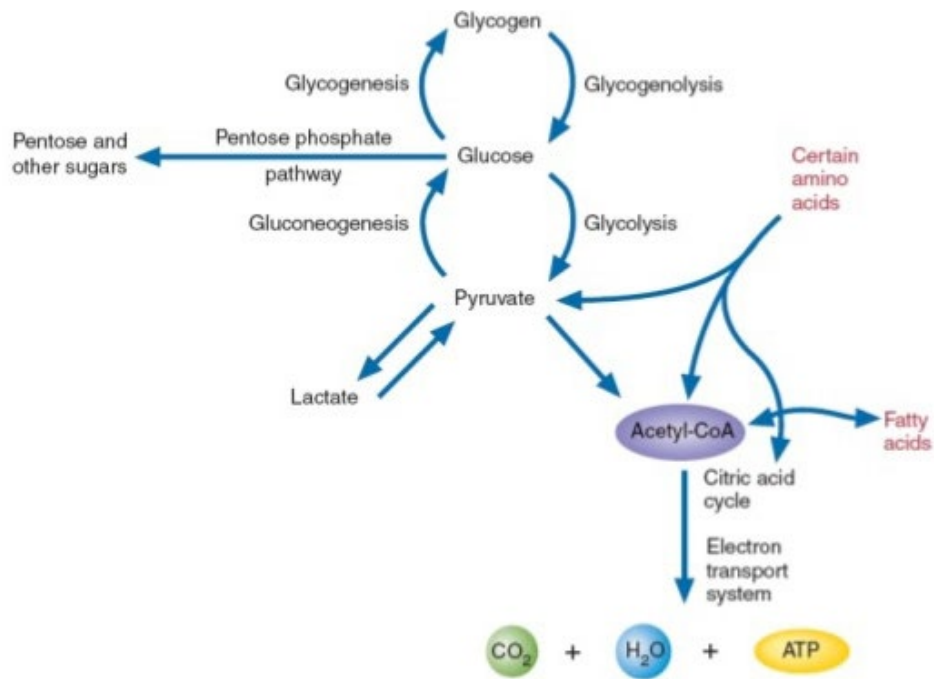 Glycogen
Glycogenesis
Glycogenolysis
Pentose and
other sugars
Pentose phosphate
pathway
Glucose
Certain
amino
acids
Gluconeogenesis
Glycolysis
Pyruvate
Lactate
Acetyl-CoA
Fatty
acids
Citric acid
cycle
Electron
transport
system
CO₂ + H₂O + ATP